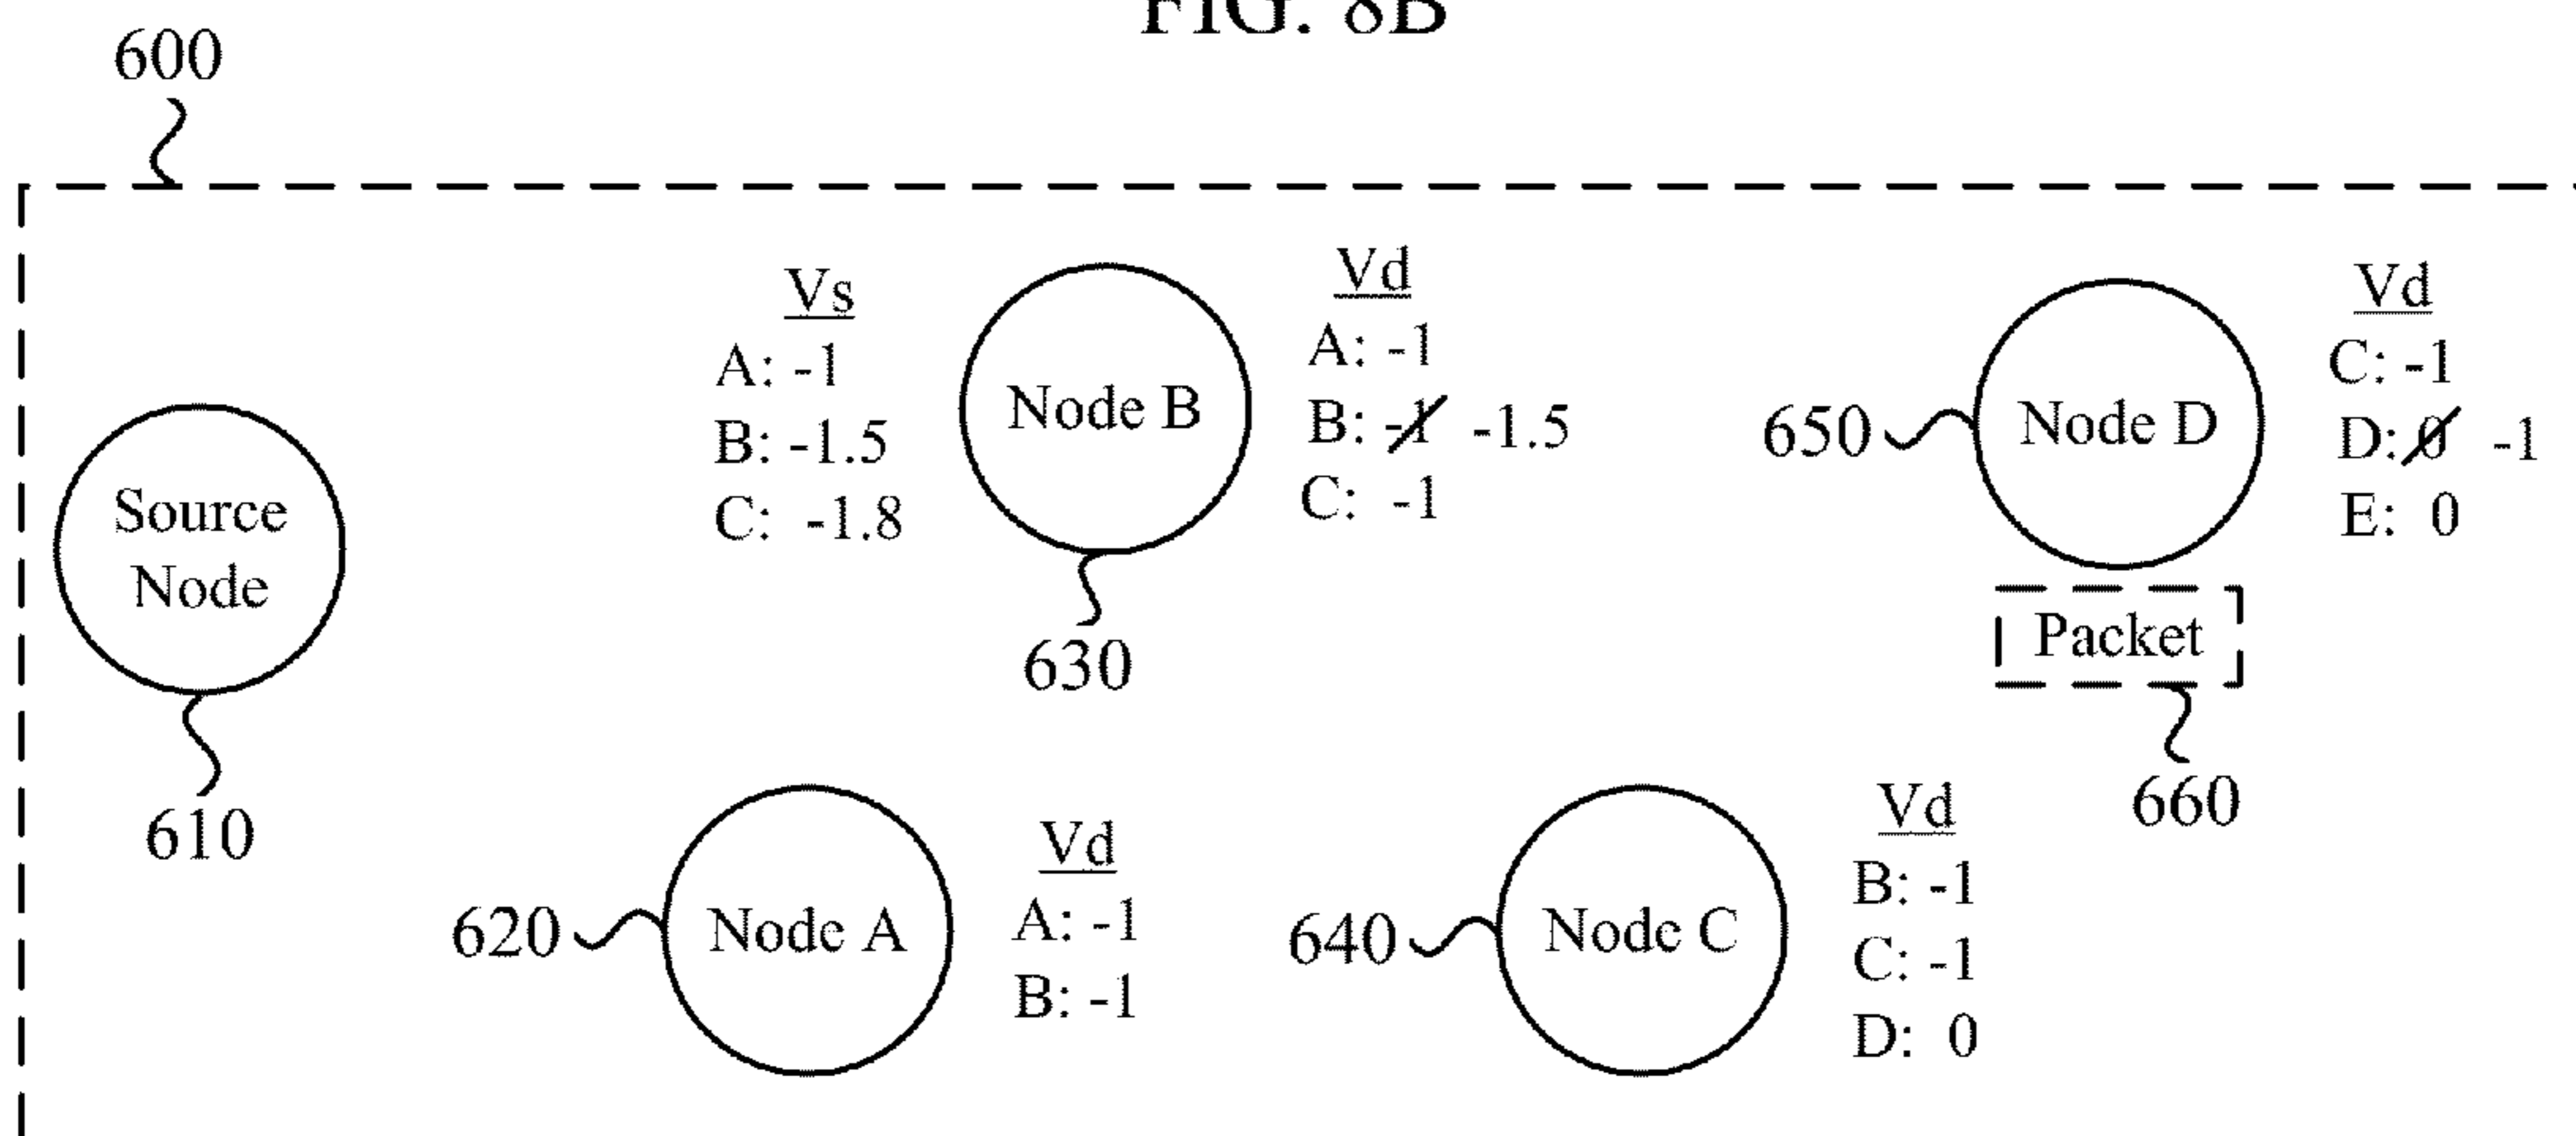 FIG. 8B
600
Vs
A: -1
B: -1.5
C: -1.8
Node B
Vd
A: -1
B: -1 -1.5
C: -1
630
650
Node D
Vd
C: -1
D: 0 -1
E: 0
Packet
660
Source
Node
610
620
Node A
Vd
A: -1
B: -1
640
Node C
Vd
B: -1
C: -1
D: 0